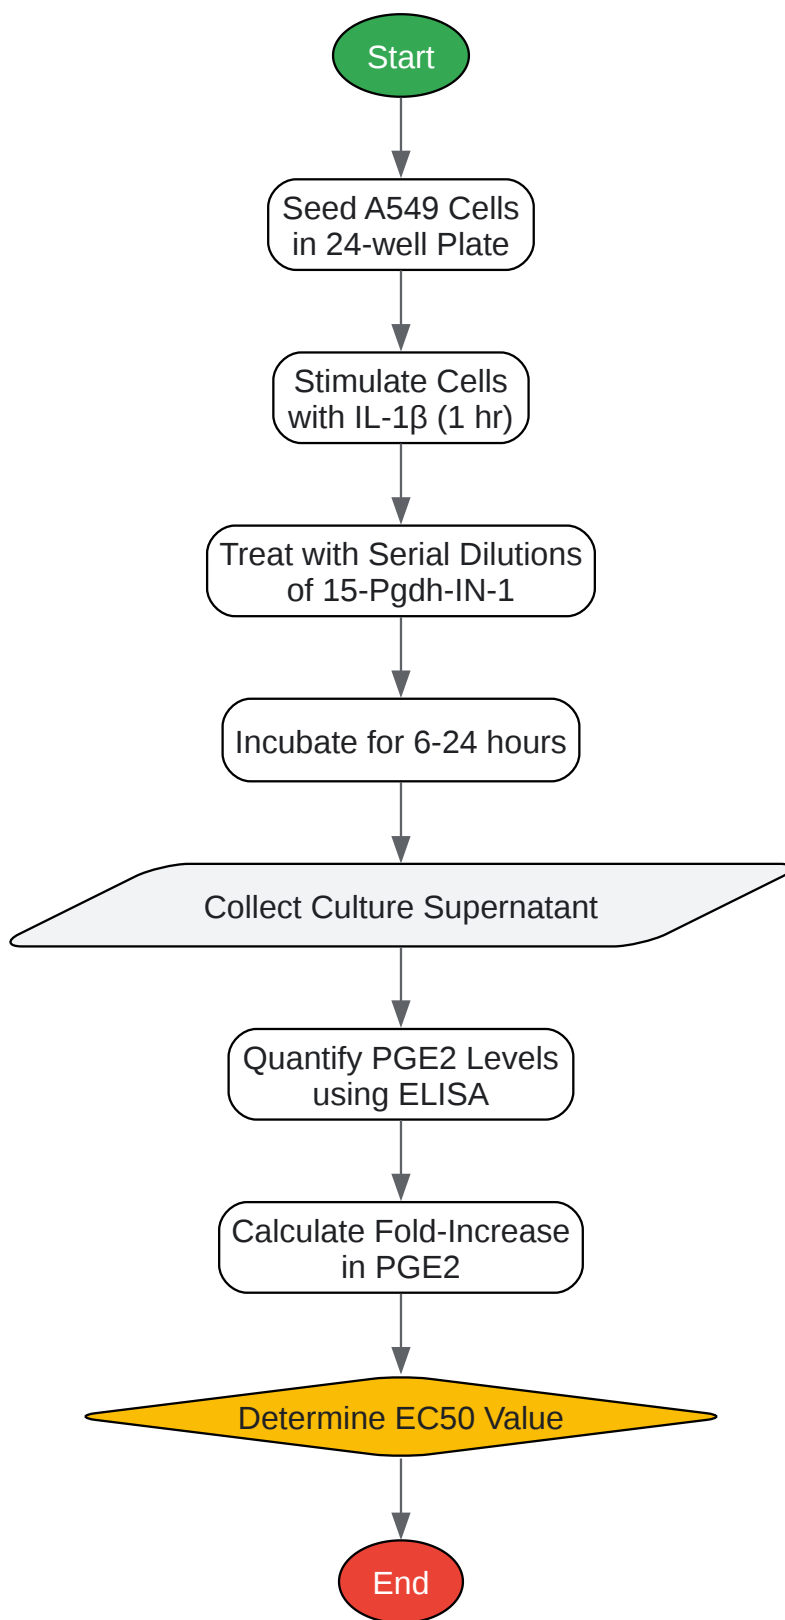 Start
Seed A549 Cells
in 24-well Plate
Stimulate Cells
with IL-1β (1 hr)
Treat with Serial Dilutions
of 15-Pgdh-IN-1
Incubate for 6-24 hours
Collect Culture Supernatant
Quantify PGE2 Levels
using ELISA
Calculate Fold-Increase
in PGE2
Determine EC50 Value
End